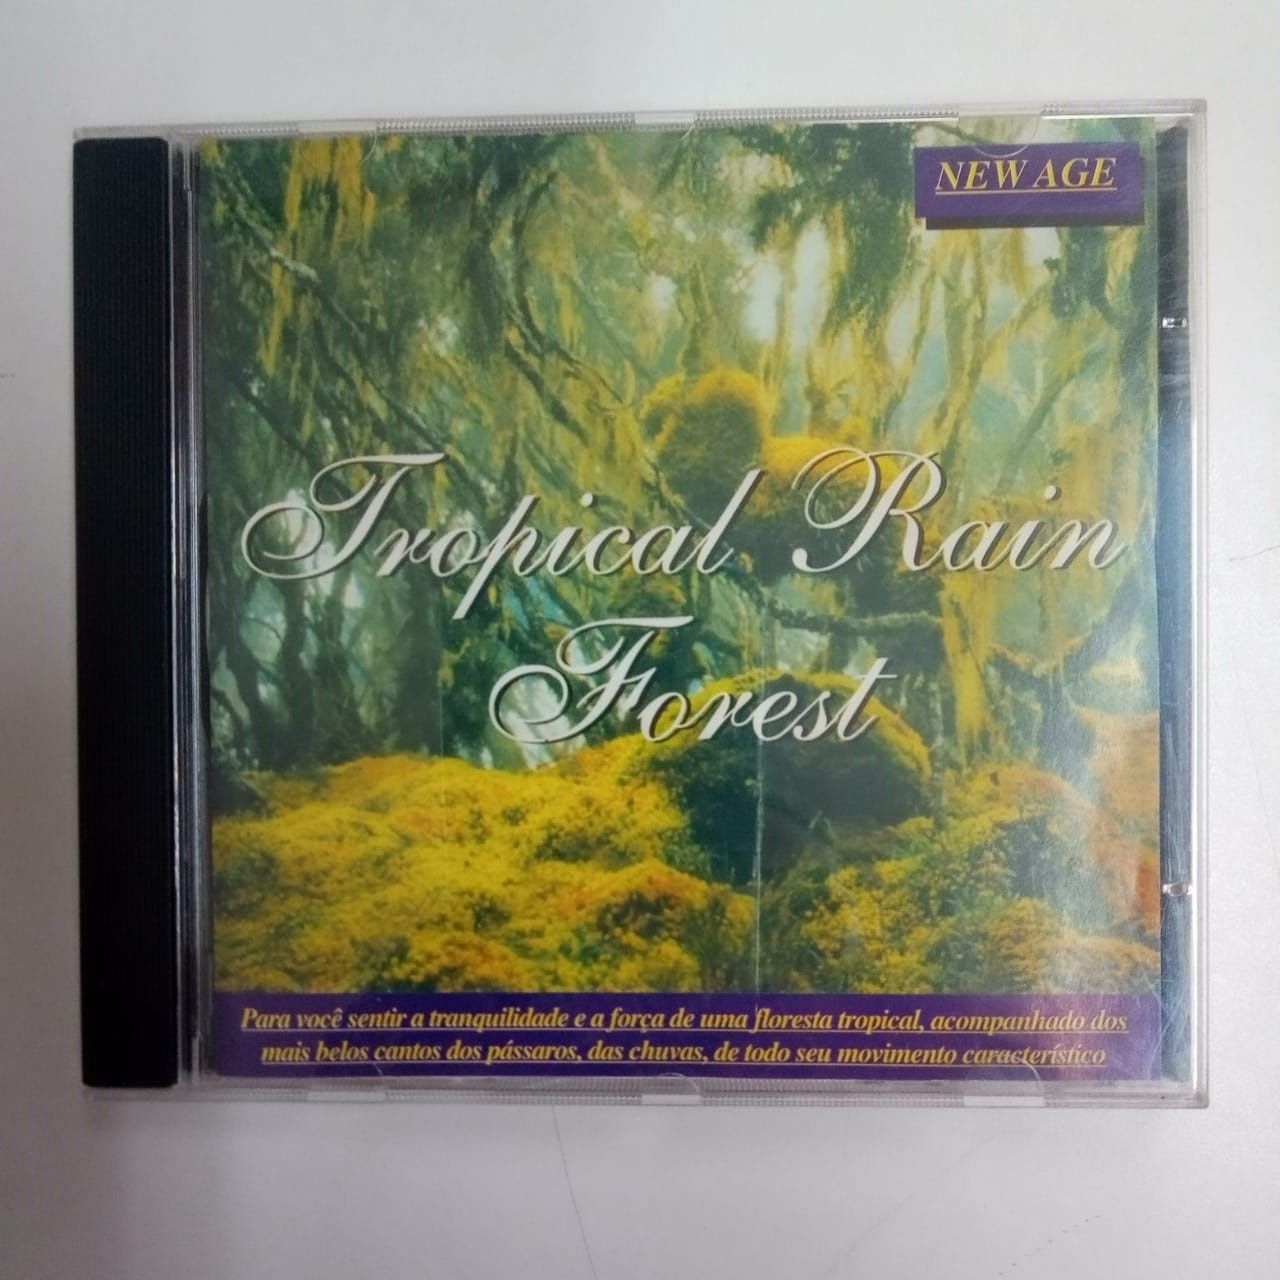 NEW AGE
Tropical Rain
Forest
Para você sentir a tranquilidade e a força de uma floresta tropical, acompanhado dos
mais belos cantos dos pássaros, das chuvas, de todo seu movimento característico